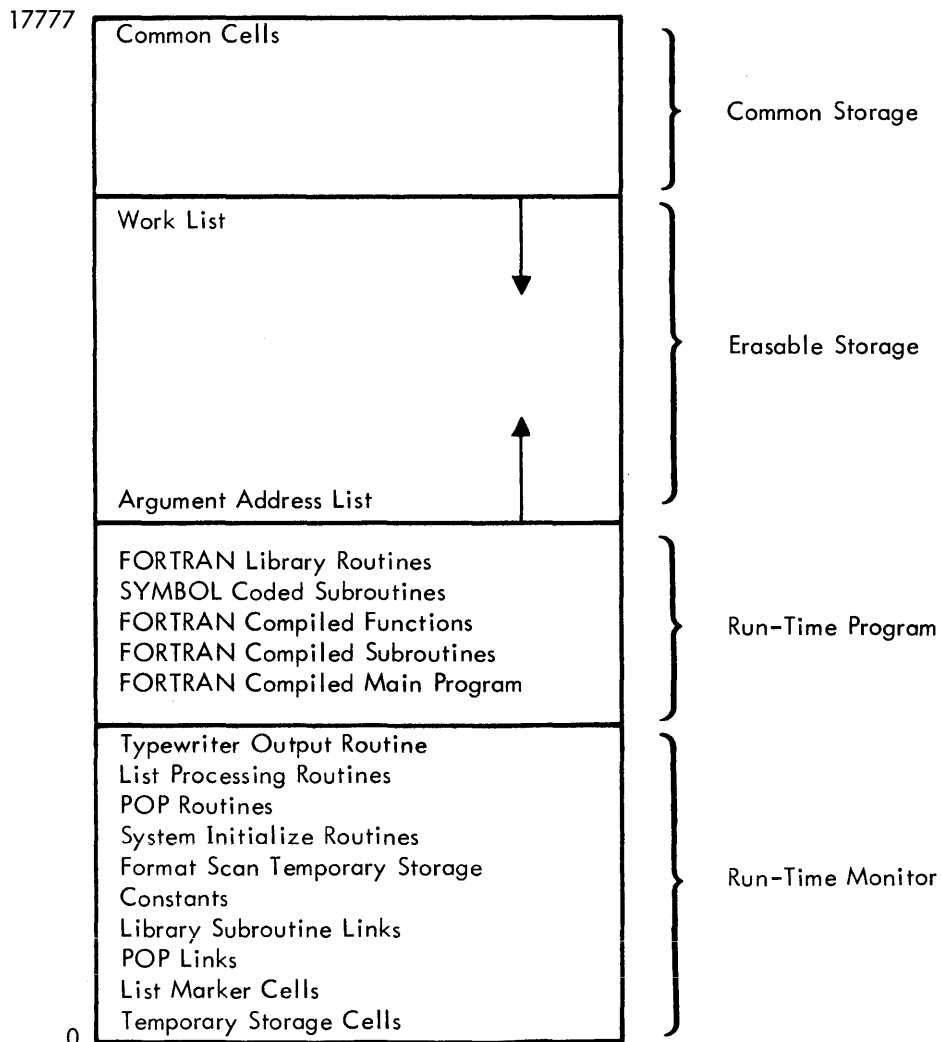 17777
Common Cells
Common Storage
Work List
Erasable Storage
Argument Address List
FORTRAN Library Routines
SYMBOL Coded Subroutines
FORTRAN Compiled Functions
FORTRAN Compiled Subroutines
FORTRAN Compiled Main Program
Run-Time Program
Typewriter Output Routine
List Processing Routines
POP Routines
System Initialize Routines
Format Scan Temporary Storage
Constants
Library Subroutine Links
POP Links
List Marker Cells
Temporary Storage Cells
Run-Time Monitor
0